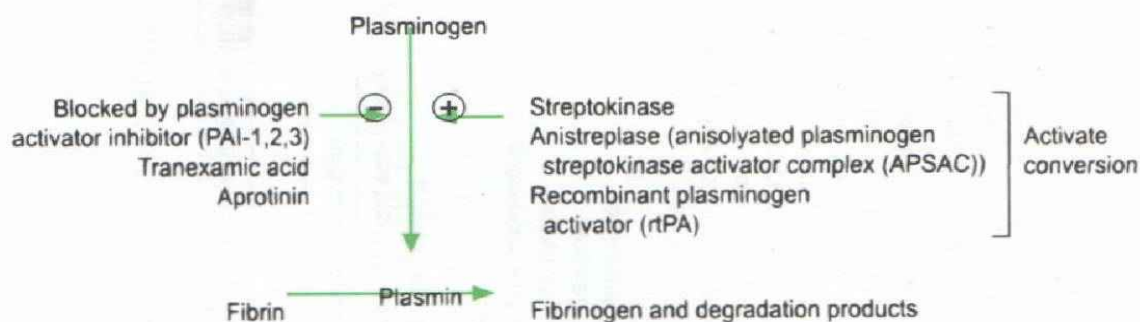 Plasminogen
Blocked by plasminogen
activator inhibitor (PAI-1,2,3)
Tranexamic acid
Aprotinin
−
+
Streptokinase
Anistreplase (anisolyated plasminogen
streptokinase activator complex (APSAC))
Recombinant plasminogen
activator (rtPA)
Activate
conversion
Fibrin
Plasmin
Fibrinogen and degradation products